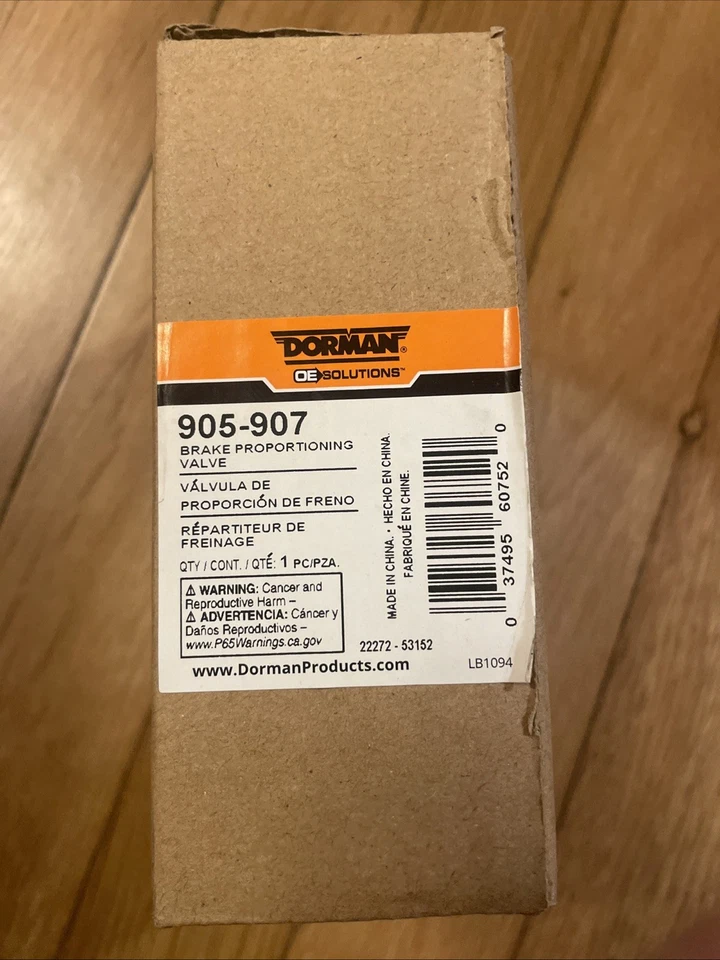 DORMAN®
OE SOLUTIONS™
905-907
BRAKE PROPORTIONING
VALVE
VÁLVULA DE
PROPORCIÓN DE FRENO
RÉPARTITEUR DE
FREINAGE
QTY / CONT. / QTÉ: 1 PC/PZA.
⚠ WARNING: Cancer and
Reproductive Harm –
⚠ ADVERTENCIA: Cáncer y
Daños Reproductivos –
www.P65Warnings.ca.gov
www.DormanProducts.com
MADE IN CHINA. • HECHO EN CHINA.
FABRIQUÉ EN CHINE.
22272 - 53152
0 37495 60752 0
LB1094